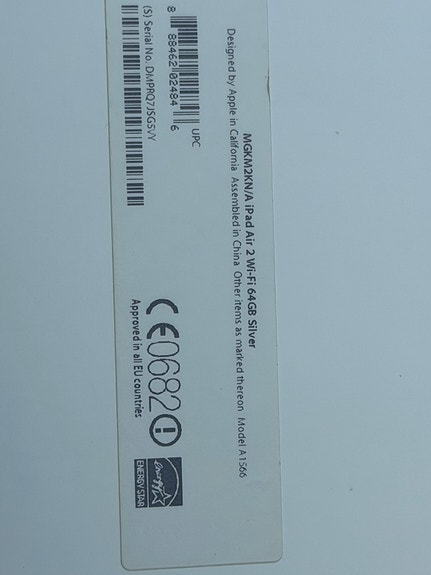 MGKM2KN/A iPad Air 2 Wi-Fi 64GB Silver
Designed by Apple in California Assembled in China Other items as marked thereon Model A1566
UPC
8 88462 02484 6
(S) Serial No. DMPRQ7JSG5VY
CE0682
Approved in all EU countries
energy
ENERGY STAR